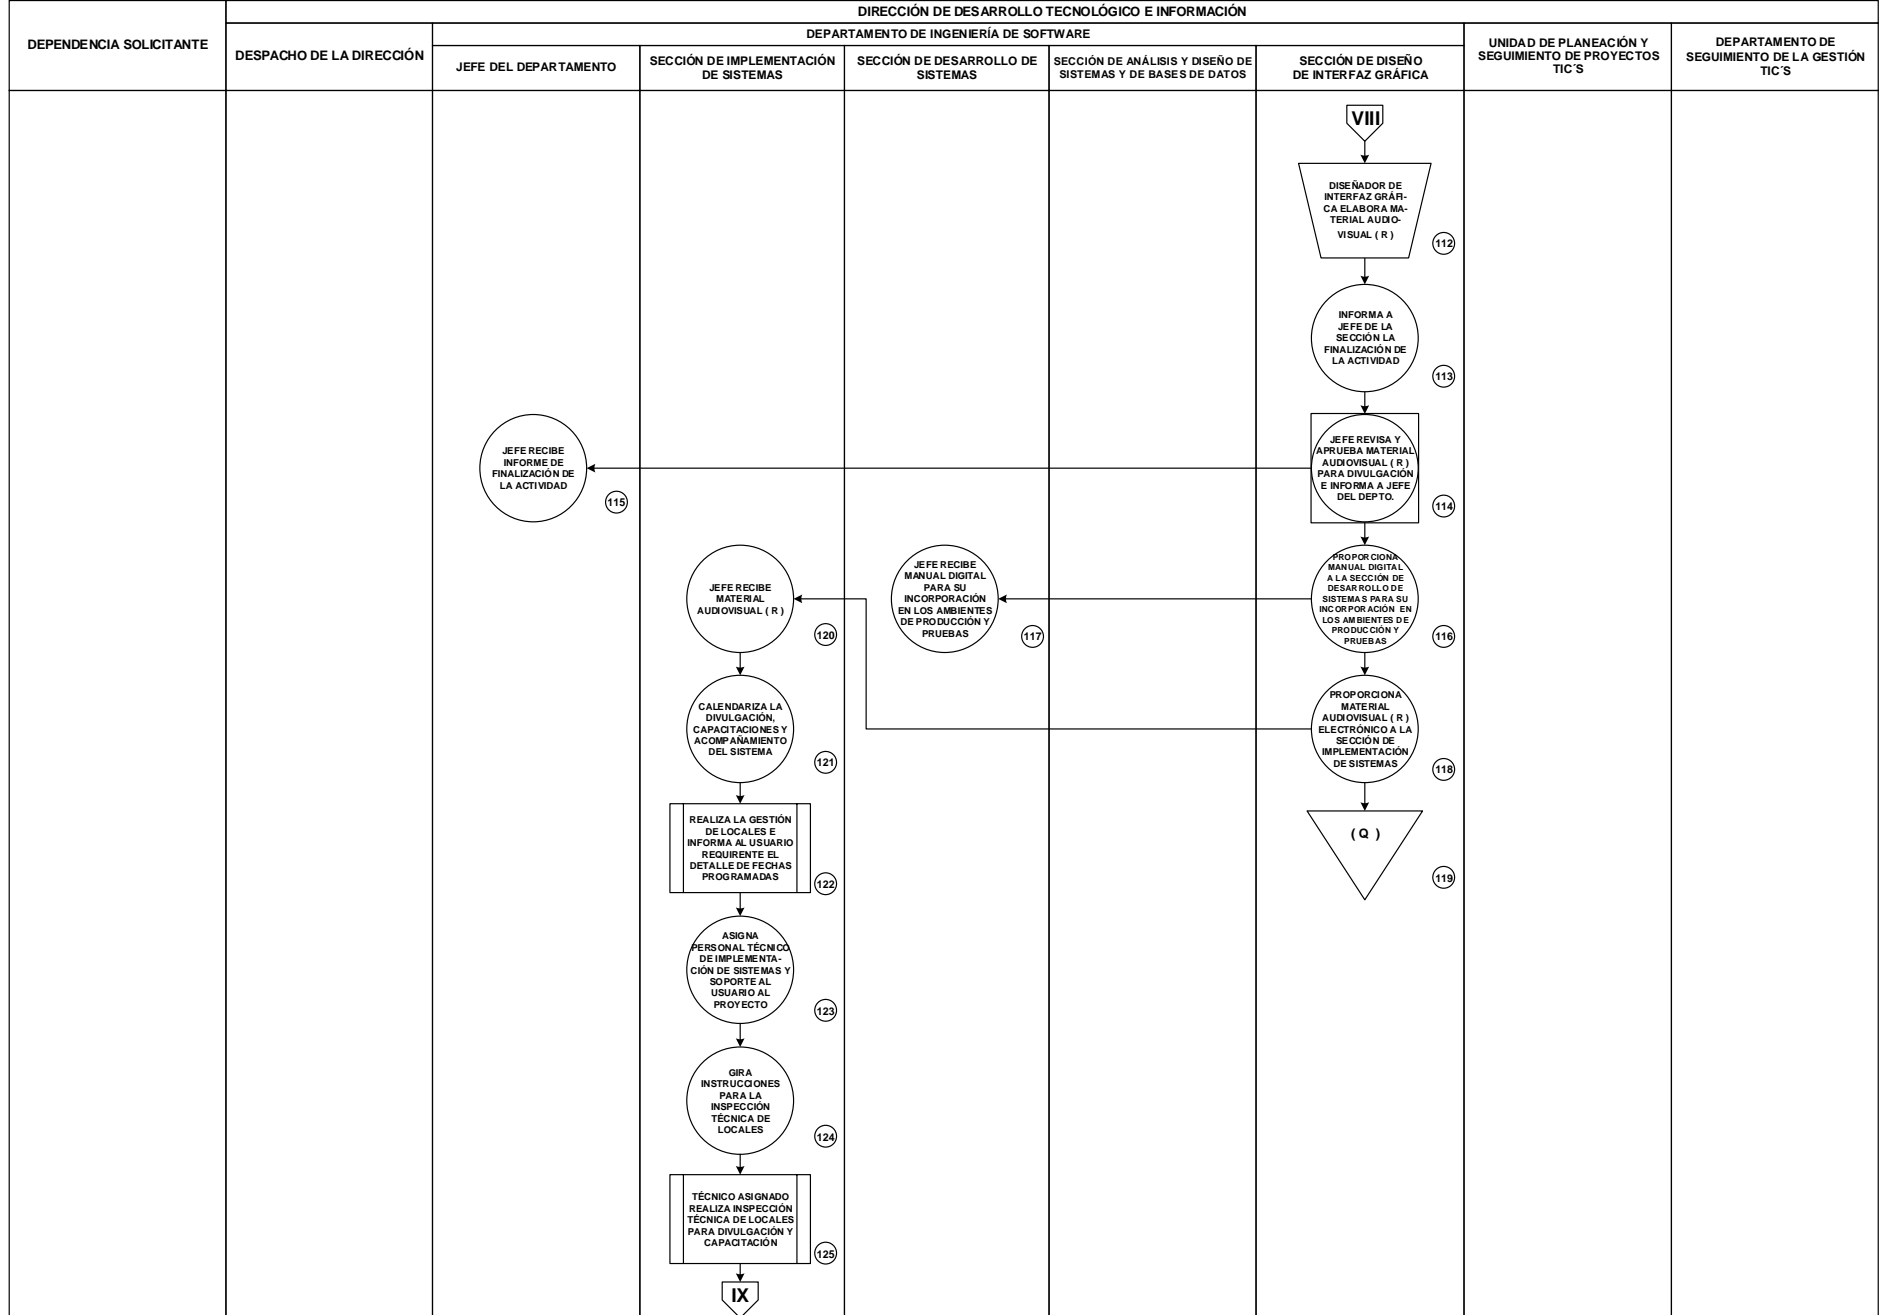 DIRECCIÓN DE DESARROLLO TECNOLÓGICO E INFORMACIÓN
DEPENDENCIA SOLICITANTE
DESPACHO DE LA DIRECCIÓN
DEPARTAMENTO DE INGENIERÍA DE SOFTWARE
JEFE DEL DEPARTAMENTO
SECCIÓN DE IMPLEMENTACIÓN
DE SISTEMAS
SECCIÓN DE DESARROLLO DE
SISTEMAS
SECCIÓN DE ANÁLISIS Y DISEÑO DE
SISTEMAS Y DE BASES DE DATOS
SECCIÓN DE DISEÑO
DE INTERFAZ GRÁFICA
UNIDAD DE PLANEACIÓN Y
SEGUIMIENTO DE PROYECTOS
TIC´S
DEPARTAMENTO DE
SEGUIMIENTO DE LA GESTIÓN
TIC´S
VIII
DISEÑADOR DE
INTERFAZ GRÁFI-
CA ELABORA MA-
TERIAL AUDIO-
VISUAL ( R )
112
INFORMA A
JEFE DE LA
SECCIÓN LA
FINALIZACIÓN DE
LA ACTIVIDAD
113
JEFE REVISA Y
APRUEBA MATERIAL
AUDIOVISUAL ( R )
PARA DIVULGACIÓN
E INFORMA A JEFE
DEL DEPTO.
114
JEFE RECIBE
INFORME DE
FINALIZACIÓN DE
LA ACTIVIDAD
115
PROPORCIONA
MANUAL DIGITAL
A LA SECCIÓN DE
DESARROLLO DE
SISTEMAS PARA SU
INCORPORACIÓN EN
LOS AMBIENTES DE
PRODUCCIÓN Y
PRUEBAS
116
JEFE RECIBE
MANUAL DIGITAL
PARA SU
INCORPORACIÓN
EN LOS AMBIENTES
DE PRODUCCIÓN Y
PRUEBAS
117
PROPORCIONA
MATERIAL
AUDIOVISUAL ( R )
ELECTRÓNICO A LA
SECCIÓN DE
IMPLEMENTACIÓN
DE SISTEMAS
118
( Q )
119
JEFE RECIBE
MATERIAL
AUDIOVISUAL ( R )
120
CALENDARIZA LA
DIVULGACIÓN,
CAPACITACIONES Y
ACOMPAÑAMIENTO
DEL SISTEMA
121
REALIZA LA GESTIÓN
DE LOCALES E
INFORMA AL USUARIO
REQUIRENTE EL
DETALLE DE FECHAS
PROGRAMADAS
122
ASIGNA
PERSONAL TÉCNICO
DE IMPLEMENTA-
CIÓN DE SISTEMAS Y
SOPORTE AL
USUARIO AL
PROYECTO
123
GIRA
INSTRUCCIONES
PARA LA
INSPECCIÓN
TÉCNICA DE
LOCALES
124
TÉCNICO ASIGNADO
REALIZA INSPECCIÓN
TÉCNICA DE LOCALES
PARA DIVULGACIÓN Y
CAPACITACIÓN
125
IX